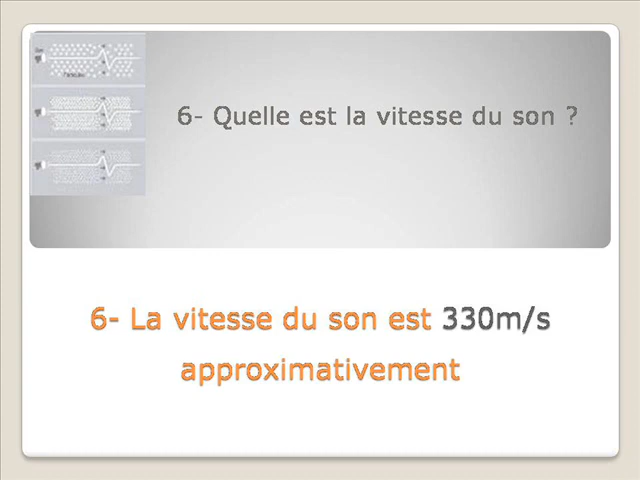 6- Quelle est la vitesse du son ?
6- La vitesse du son est 330m/s
approximativement